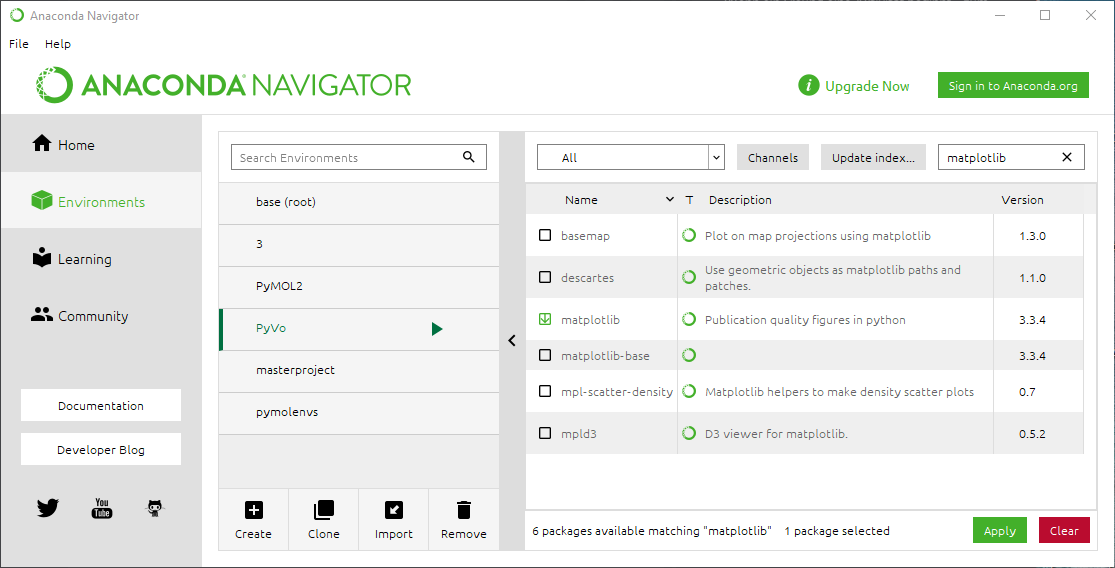 Anaconda Navigator
File Help
ANACONDA NAVIGATOR
i Upgrade Now
Sign in to Anaconda.org
Home
Environments
Learning
Community
Documentation
Developer Blog
You Tube
Search Environments
base (root)
3
PyMOL2
PyVo
masterproject
pymolenvs
Create Clone Import Remove
All Channels Update index... matplotlib
Name T Description Version
basemap Plot on map projections using matplotlib 1.3.0
descartes Use geometric objects as matplotlib paths and
patches. 1.1.0
matplotlib Publication quality figures in python 3.3.4
matplotlib-base 3.3.4
mpl-scatter-density Matplotlib helpers to make density scatter plots 0.7
mpld3 D3 viewer for matplotlib. 0.5.2
6 packages available matching "matplotlib" 1 package selected
Apply Clear